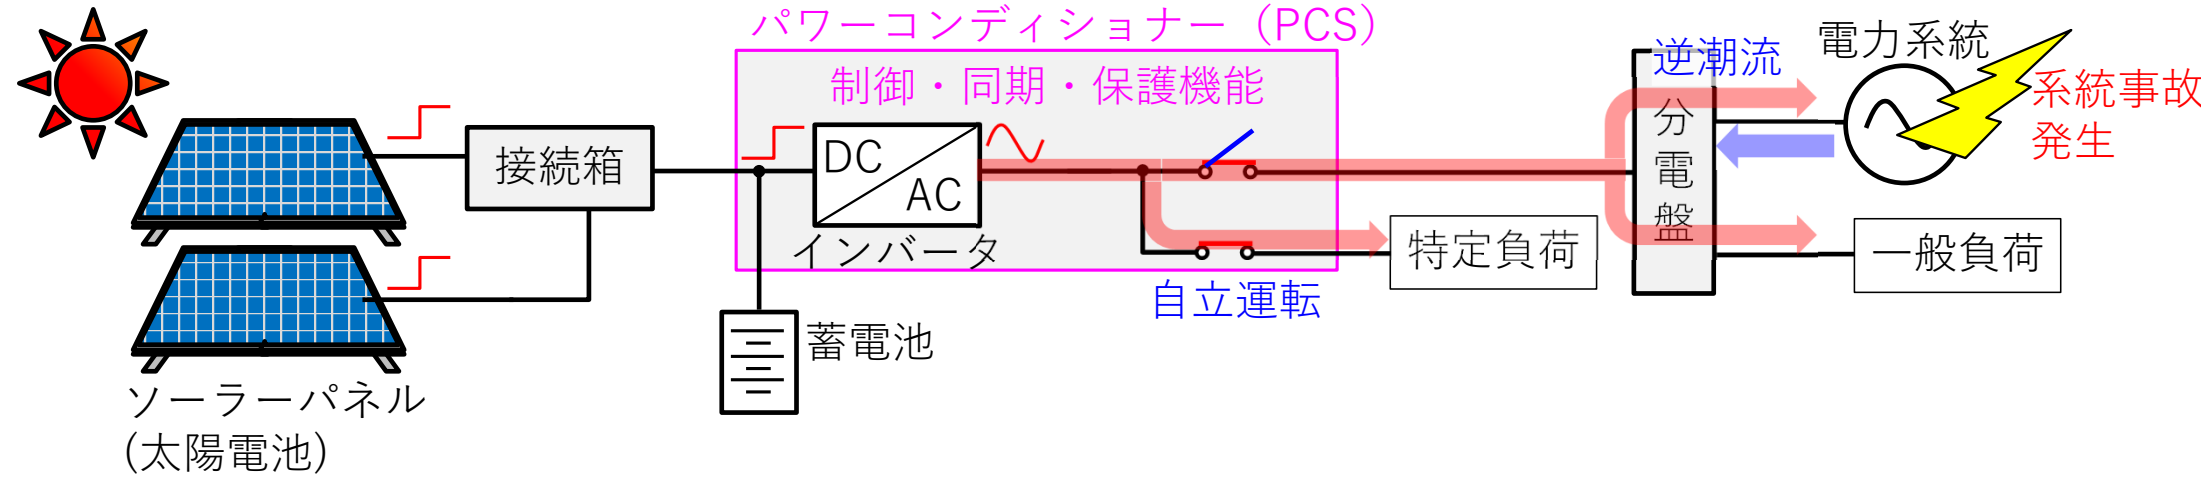 パワーコンディショナー（PCS）
制御・同期・保護機能
逆潮流
電力系統
系統事故
発生
接続箱
DC
AC
インバータ
分電盤
特定負荷
一般負荷
自立運転
蓄電池
ソーラーパネル
(太陽電池)